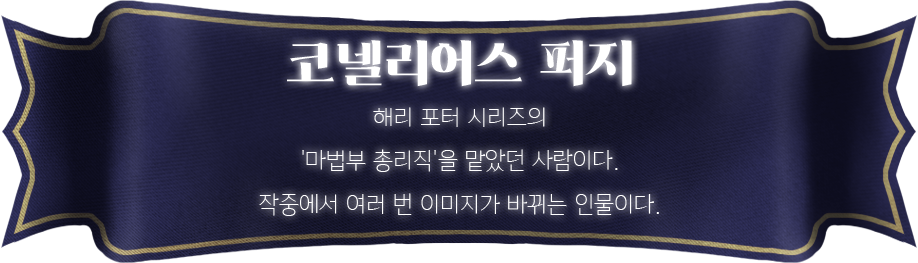 코넬리어스 퍼지
해리 포터 시리즈의
'마법부 총리직'을 맡았던 사람이다.
작중에서 여러 번 이미지가 바뀌는 인물이다.